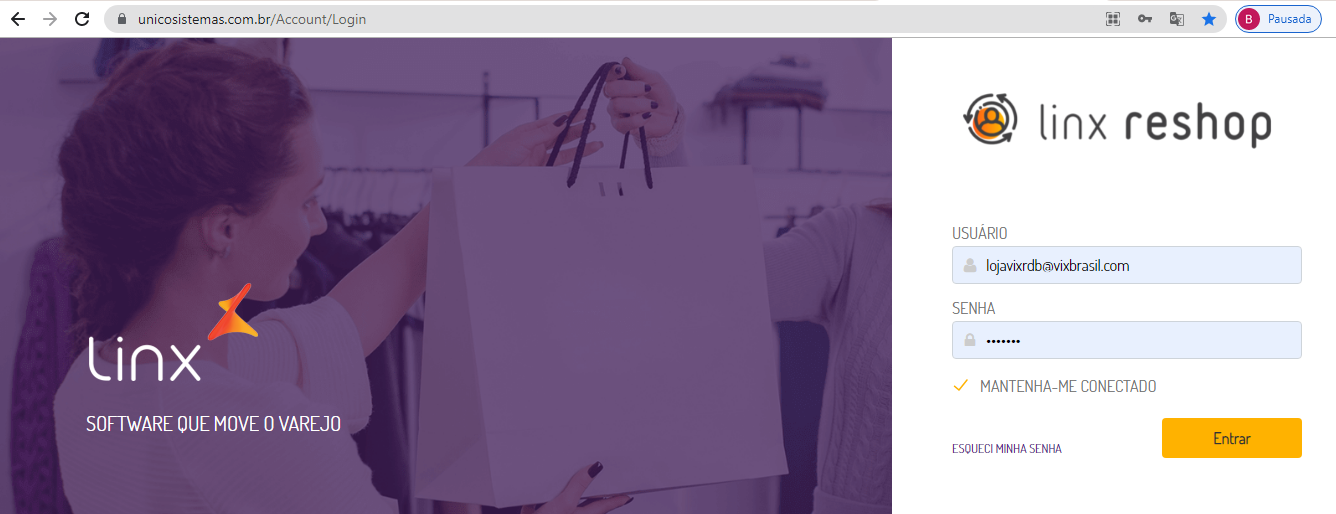 unicosistemas.com.br/Account/Login
B Pausada
linx reshop
USUÁRIO
lojavixrdb@vixbrasil.com
SENHA
•••••••
MANTENHA-ME CONECTADO
ESQUECI MINHA SENHA
Entrar
Linx
SOFTWARE QUE MOVE O VAREJO